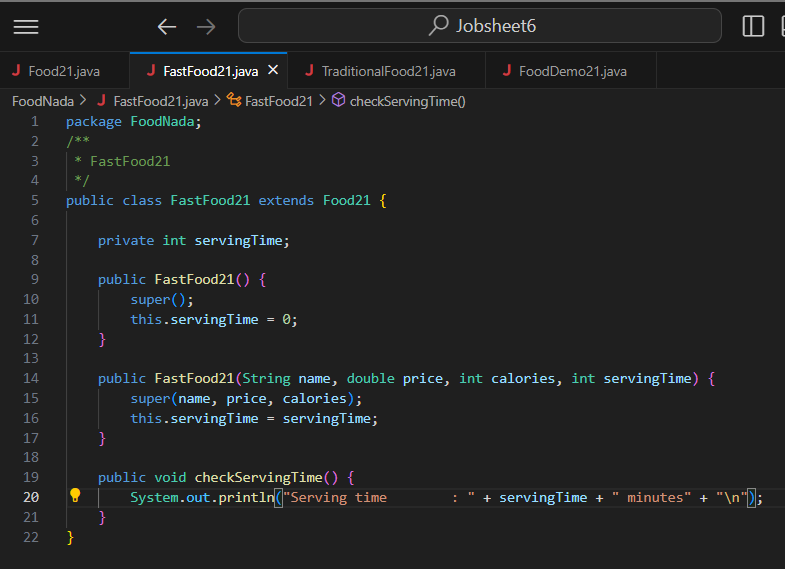 Jobsheet6
Food21.java FastFood21.java TraditionalFood21.java FoodDemo21.java
FoodNada > FastFood21.java > FastFood21 > checkServingTime()
1 package FoodNada;
2 /**
3  * FastFood21
4  */
5 public class FastFood21 extends Food21 {
6
7     private int servingTime;
8
9     public FastFood21() {
10         super();
11         this.servingTime = 0;
12     }
13
14     public FastFood21(String name, double price, int calories, int servingTime) {
15         super(name, price, calories);
16         this.servingTime = servingTime;
17     }
18
19     public void checkServingTime() {
20         System.out.println("Serving time        : " + servingTime + " minutes" + "\n");
21     }
22 }